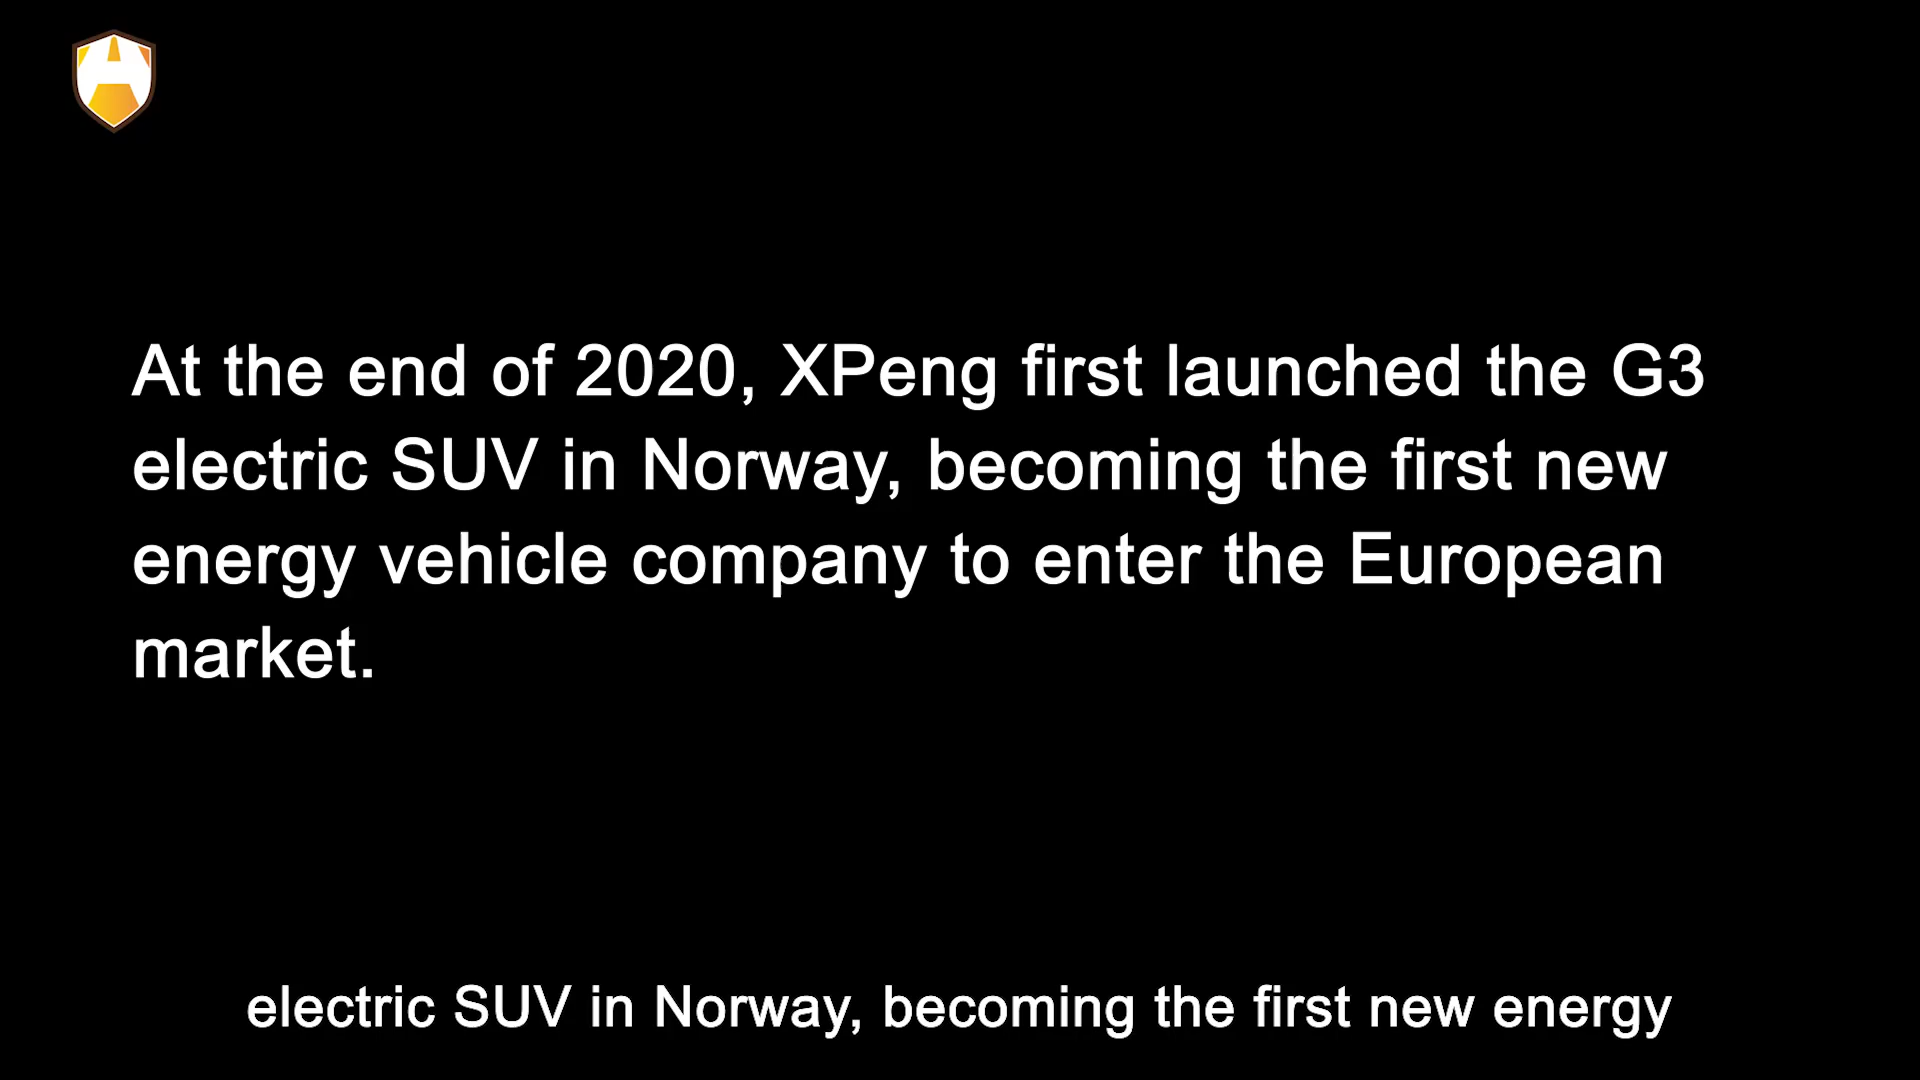 At the end of 2020, XPeng first launched the G3
electric SUV in Norway, becoming the first new
energy vehicle company to enter the European
market.
electric SUV in Norway, becoming the first new energy